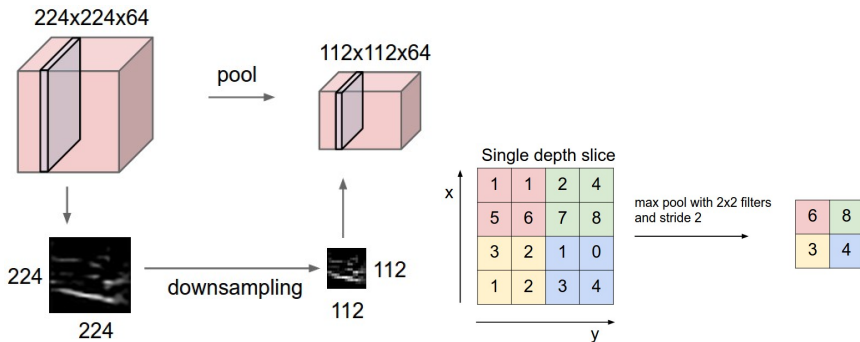 224x224x64
pool
112x112x64
224
224
downsampling
112
112
Single depth slice
x
1 1 2 4
5 6 7 8
3 2 1 0
1 2 3 4
y
max pool with 2x2 filters
and stride 2
6 8
3 4